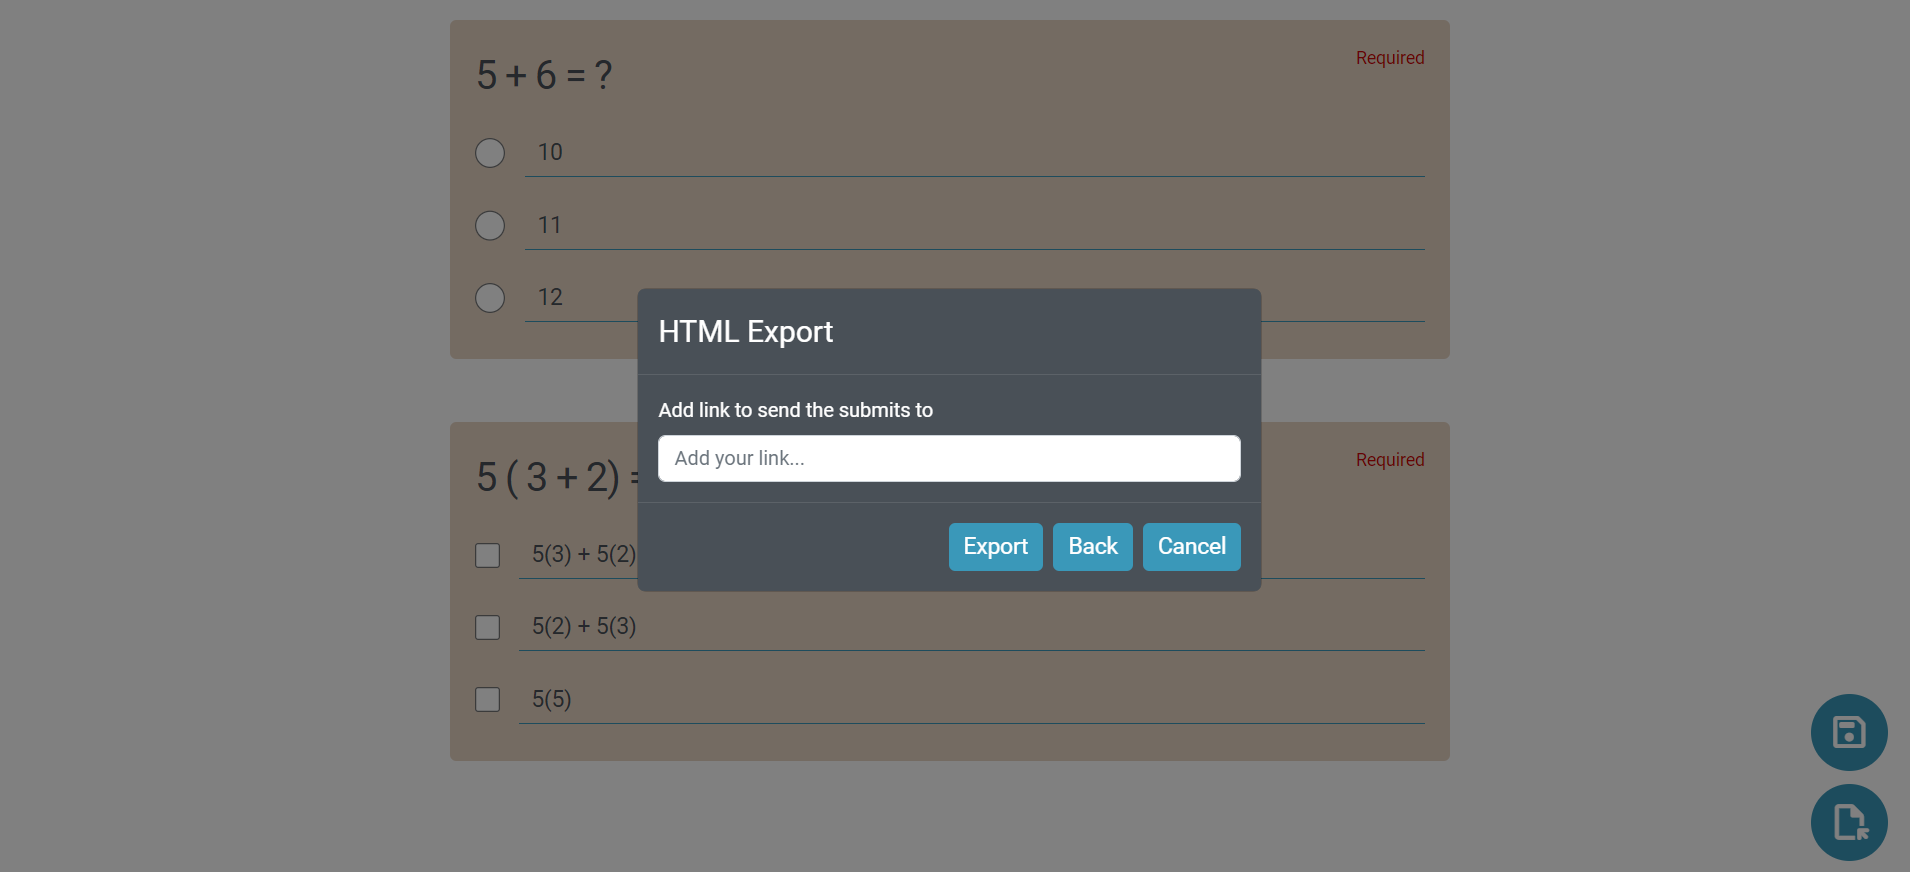 5 + 6 = ?
Required
10
11
12
HTML Export
Add link to send the submits to
Add your link...
Export
Back
Cancel
5 ( 3 + 2) =
Required
5(3) + 5(2)
5(2) + 5(3)
5(5)